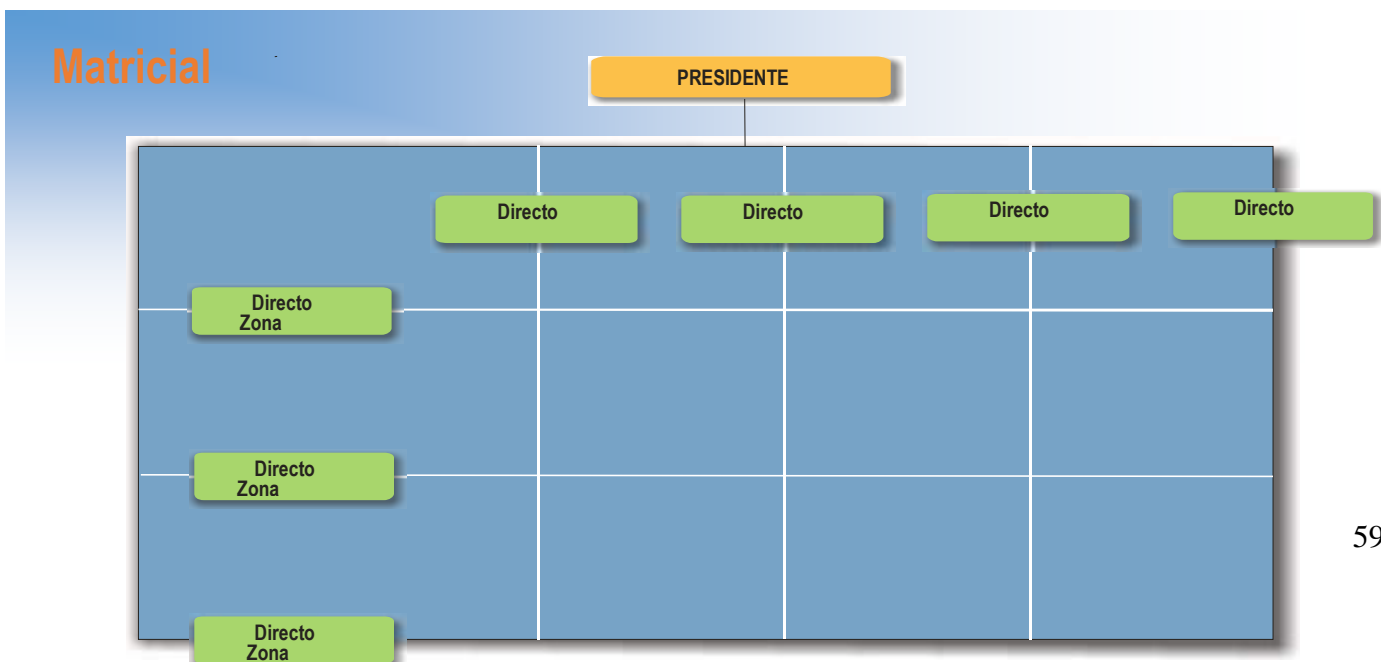 Matricial
PRESIDENTE
Directo
Directo
Directo
Directo
Directo
Zona
Directo
Zona
59
Directo
Zona